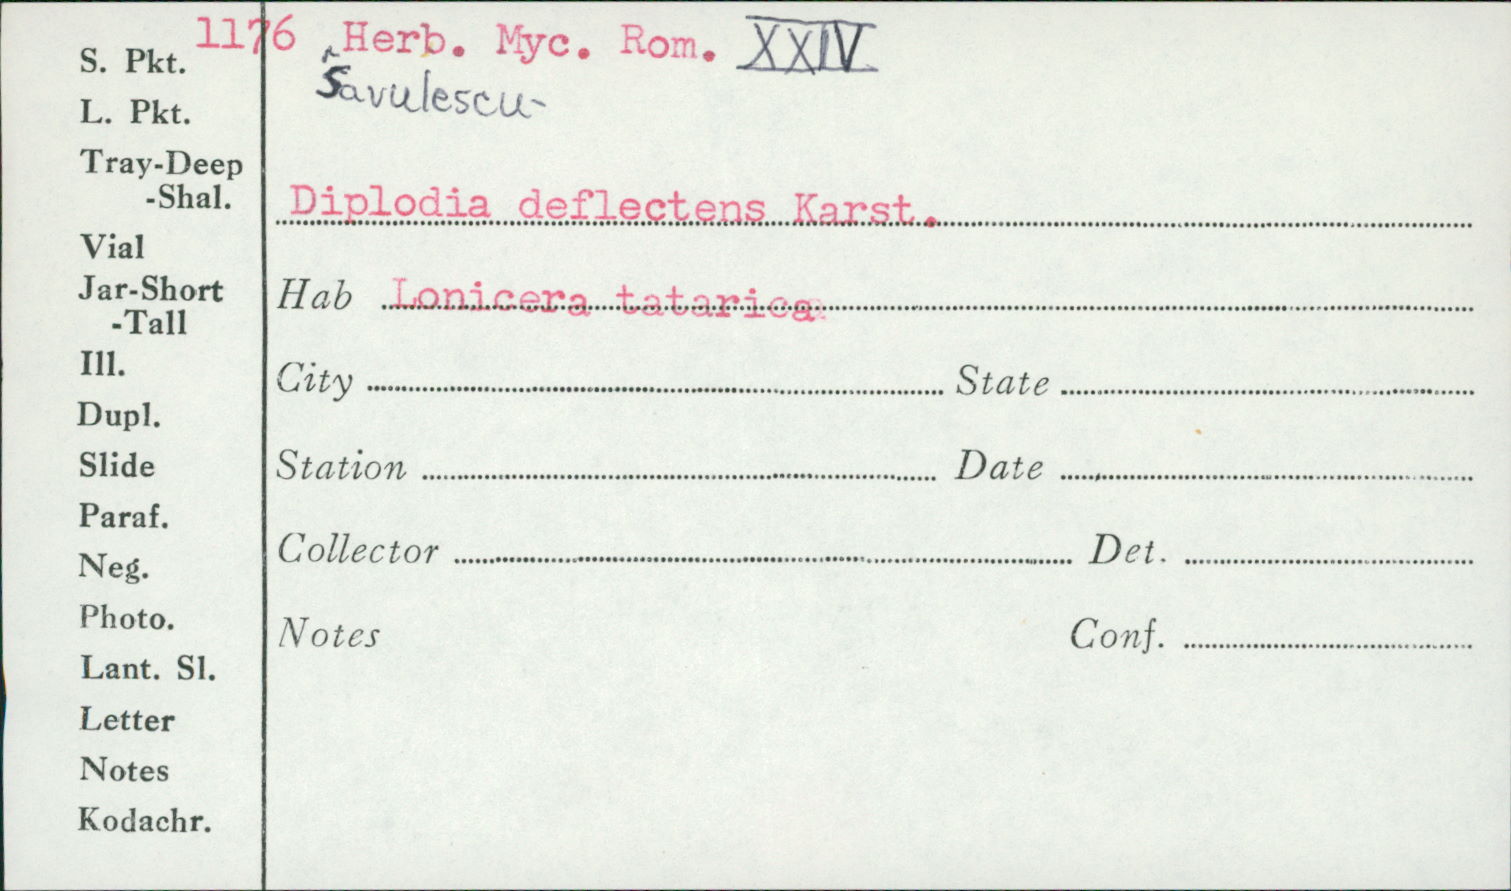 1176 Herb. Myc. Rom. XXIV
Savulescu-
S. Pkt.
L. Pkt.
Tray-Deep
-Shal.
Vial
Jar-Short
-Tall
Ill.
Dupl.
Slide
Paraf.
Neg.
Photo.
Lant. Sl.
Letter
Notes
Kodachr.
Diplodia deflectens Karst.
Hab Lonicera tatarica
City State
Station Date
Collector Det.
Notes Conf.